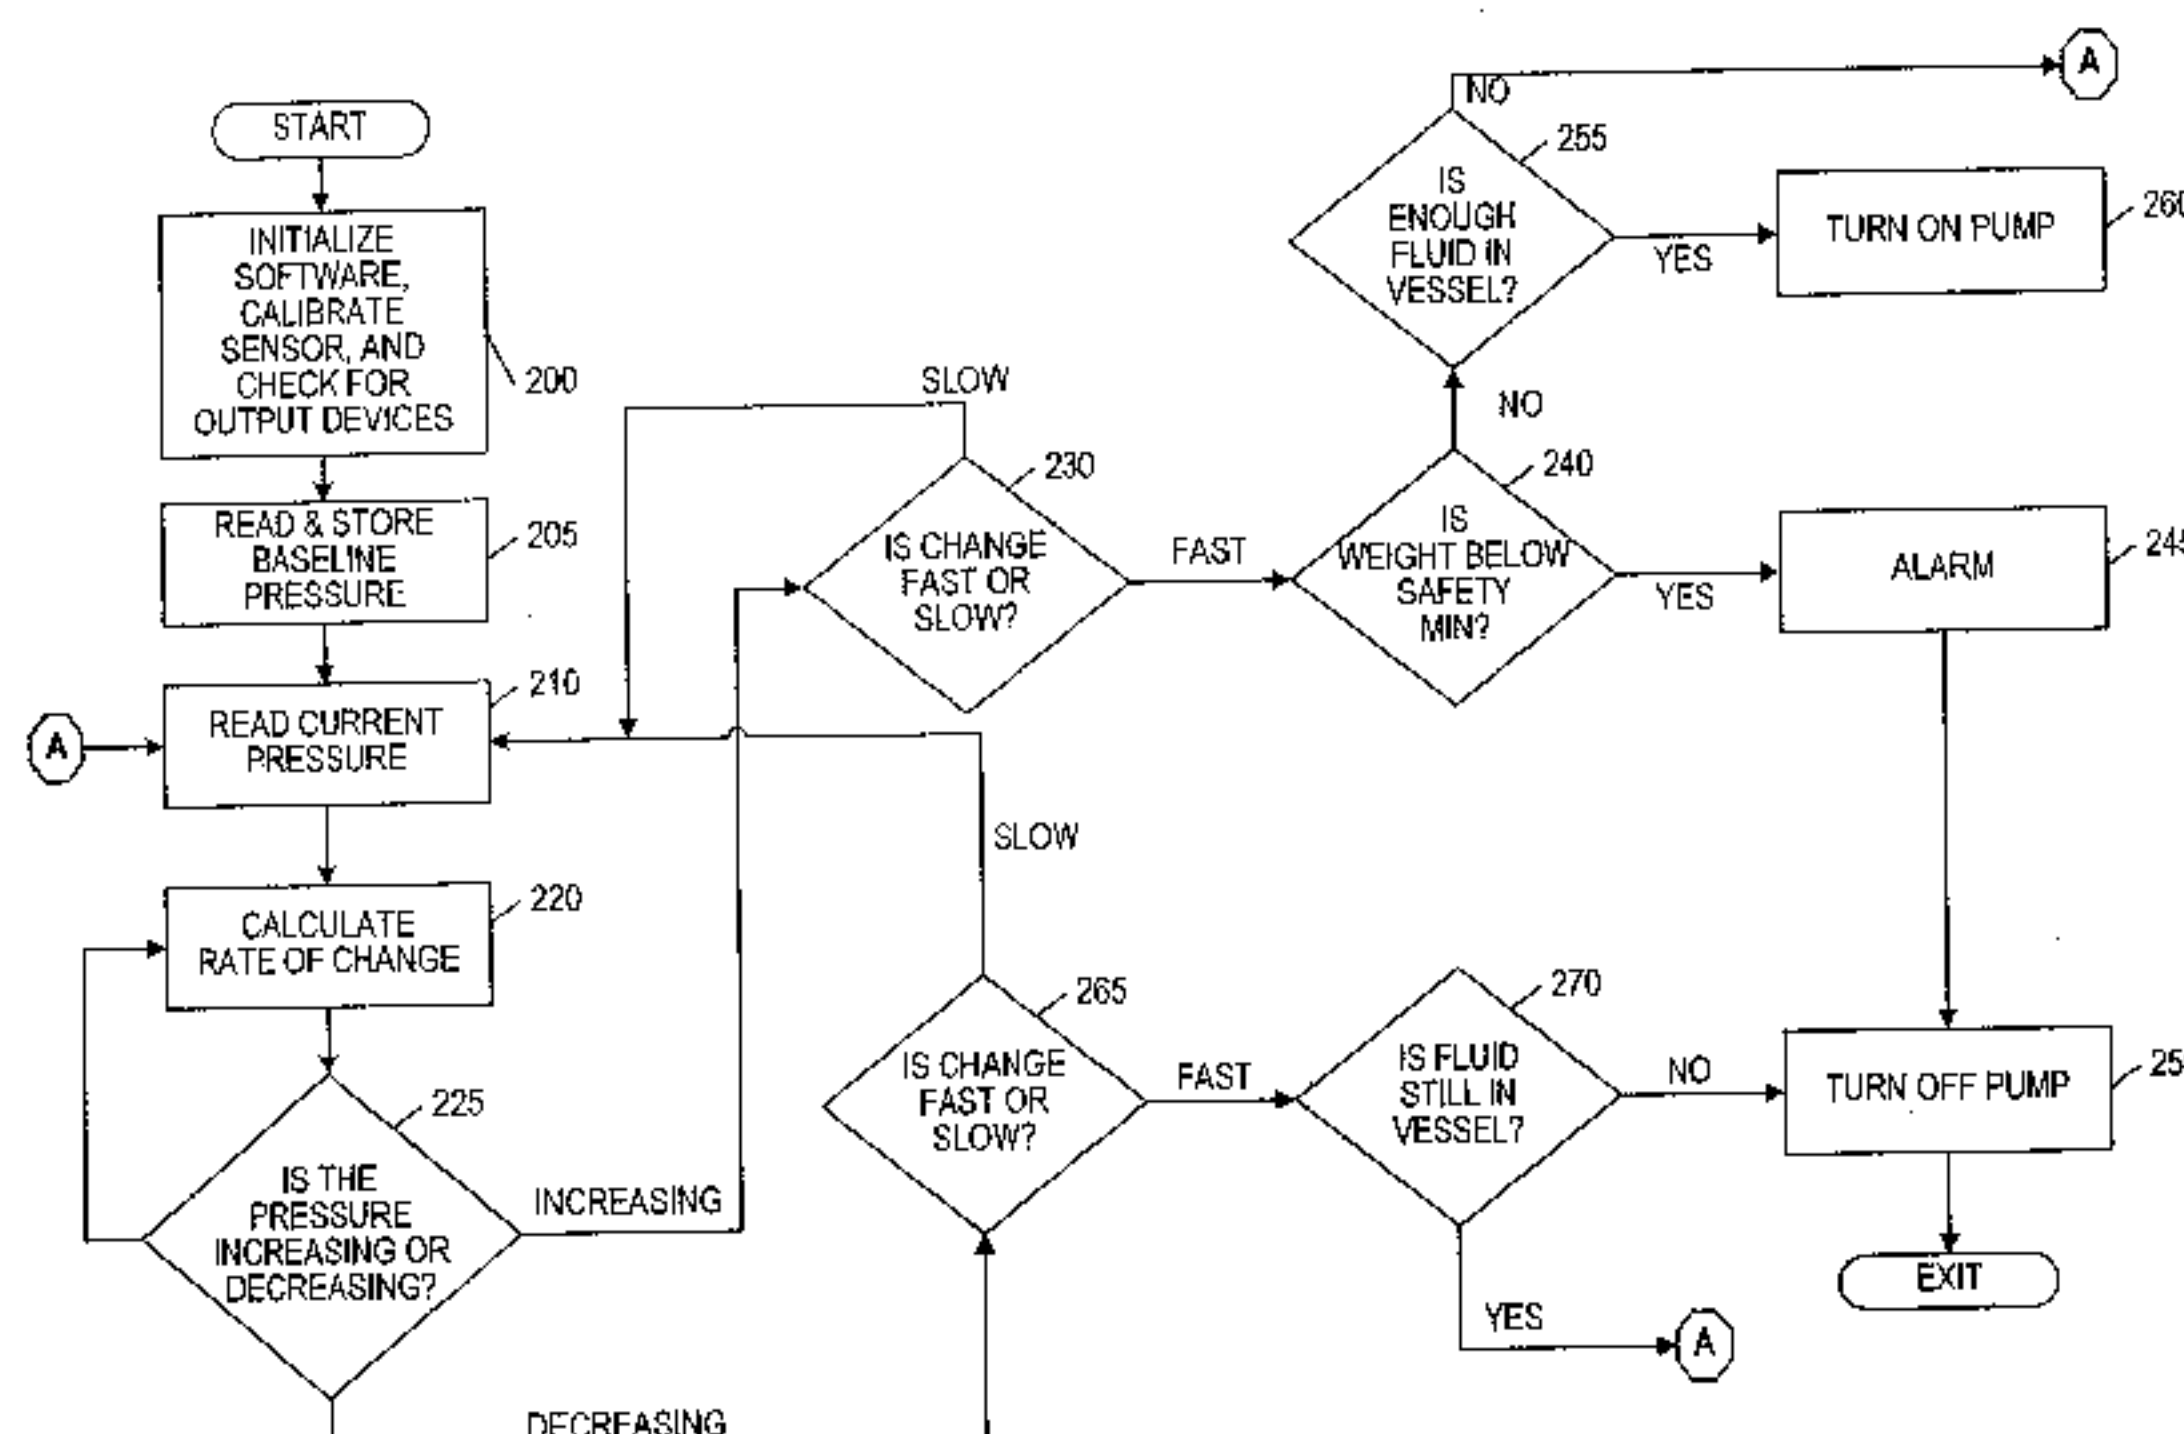 START
INITIALIZE
SOFTWARE,
CALIBRATE
SENSOR, AND
CHECK FOR
OUTPUT DEVICES
200
READ & STORE
BASELINE
PRESSURE
205
A
READ CURRENT
PRESSURE
210
CALCULATE
RATE OF CHANGE
220
IS THE
PRESSURE
INCREASING OR
DECREASING?
225
INCREASING
DECREASING
SLOW
IS CHANGE
FAST OR
SLOW?
230
FAST
IS
WEIGHT BELOW
SAFETY
MIN?
240
NO
YES
ALARM
IS
ENOUGH
FLUID IN
VESSEL?
255
NO
A
YES
TURN ON PUMP
260
SLOW
IS CHANGE
FAST OR
SLOW?
265
FAST
IS FLUID
STILL IN
VESSEL?
270
NO
TURN OFF PUMP
YES
A
EXIT